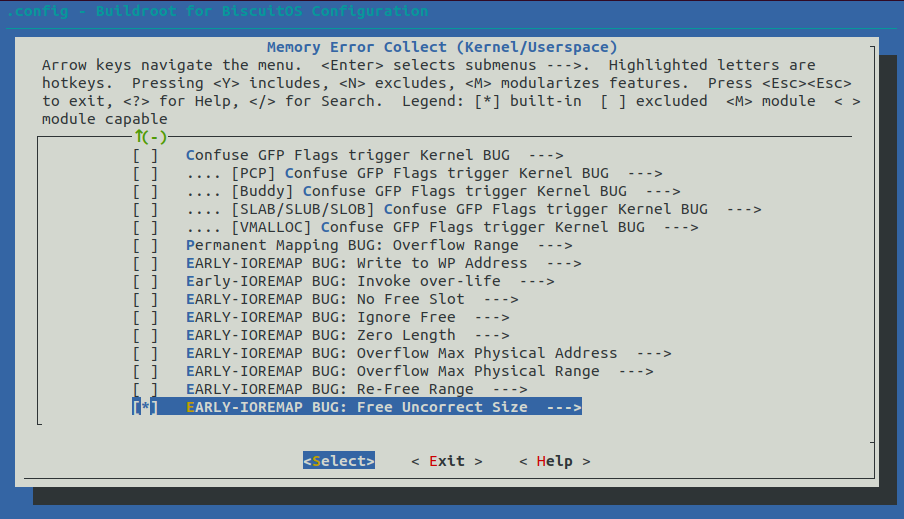 .config - Buildroot for BiscuitOS Configuration
Memory Error Collect (Kernel/Userspace)
Arrow keys navigate the menu.  <Enter> selects submenus --->.  Highlighted letters are
hotkeys.  Pressing <Y> includes, <N> excludes, <M> modularizes features.  Press <Esc><Esc>
to exit, <?> for Help, </> for Search.  Legend: [*] built-in  [ ] excluded  <M> module  < >
module capable
↑(-)
[ ]   Confuse GFP Flags trigger Kernel BUG  --->
[ ]   .... [PCP] Confuse GFP Flags trigger Kernel BUG  --->
[ ]   .... [Buddy] Confuse GFP Flags trigger Kernel BUG  --->
[ ]   .... [SLAB/SLUB/SLOB] Confuse GFP Flags trigger Kernel BUG  --->
[ ]   .... [VMALLOC] Confuse GFP Flags trigger Kernel BUG  --->
[ ]   Permanent Mapping BUG: Overflow Range  --->
[ ]   EARLY-IOREMAP BUG: Write to WP Address  --->
[ ]   Early-IOREMAP BUG: Invoke over-life  --->
[ ]   EARLY-IOREMAP BUG: No Free Slot  --->
[ ]   EARLY-IOREMAP BUG: Ignore Free  --->
[ ]   EARLY-IOREMAP BUG: Zero Length  --->
[ ]   EARLY-IOREMAP BUG: Overflow Max Physical Address  --->
[ ]   EARLY-IOREMAP BUG: Overflow Max Physical Range  --->
[ ]   EARLY-IOREMAP BUG: Re-Free Range  --->
[*]   EARLY-IOREMAP BUG: Free Uncorrect Size  --->
<Select>    < Exit >    < Help >